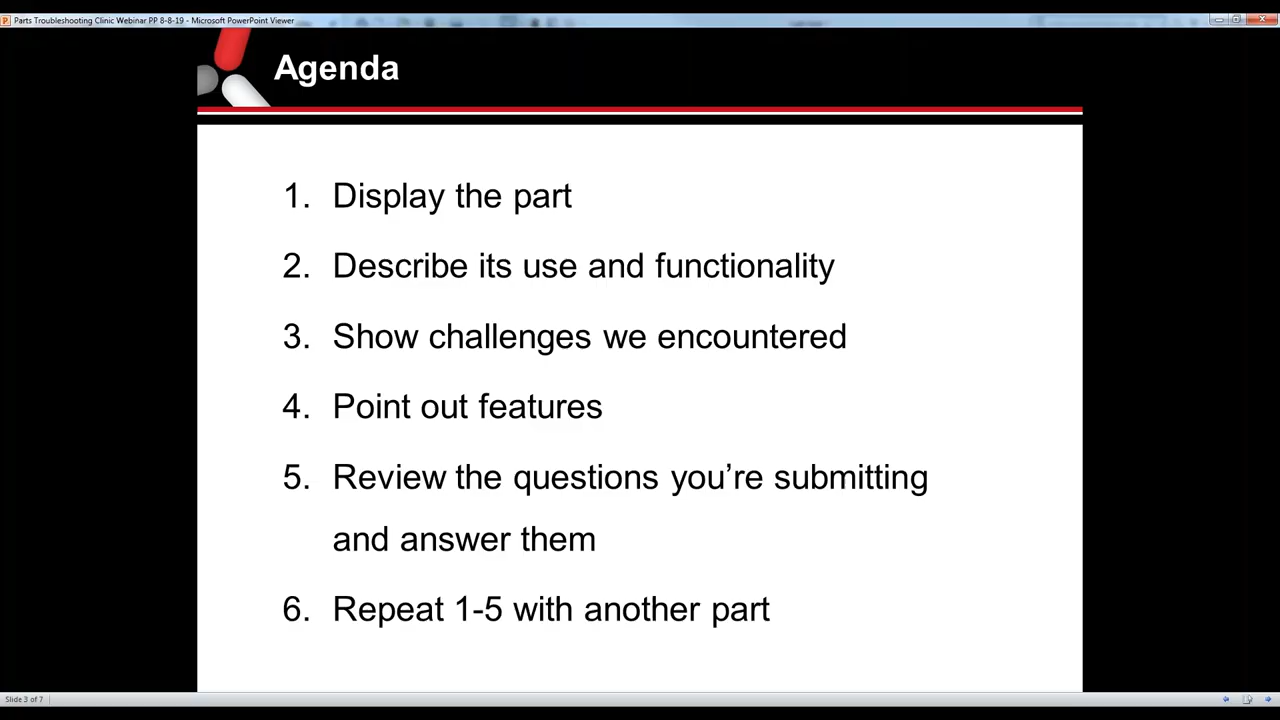 Parts Troubleshooting Clinic Webinar PP 8-8-19 - Microsoft PowerPoint Viewer
Agenda
1. Display the part
2. Describe its use and functionality
3. Show challenges we encountered
4. Point out features
5. Review the questions you’re submitting
and answer them
6. Repeat 1-5 with another part
Slide 3 of 7